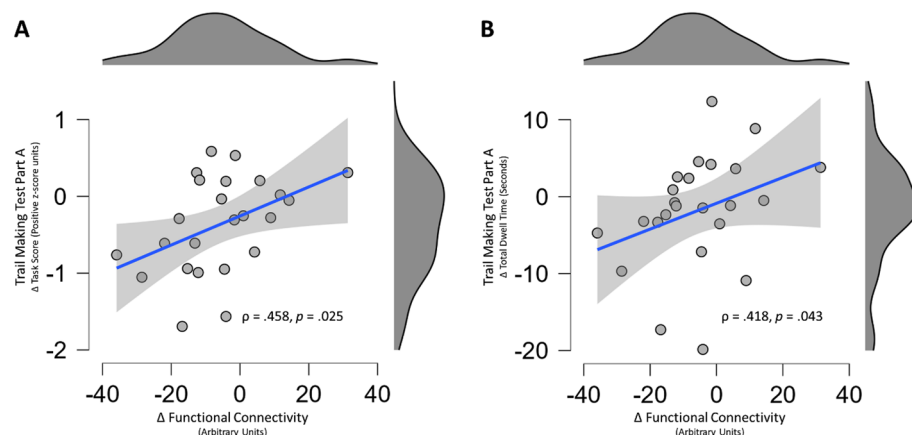 A
Trail Making Test Part A
Δ Task Score (Positive z-score units)
1
0
-1
-2
ρ = .458, p = .025
-40 -20 0 20 40
Δ Functional Connectivity
(Arbitrary Units)
B
Trail Making Test Part A
Δ Total Dwell Time (Seconds)
10
0
-10
-20
ρ = .418, p = .043
-40 -20 0 20 40
Δ Functional Connectivity
(Arbitrary Units)